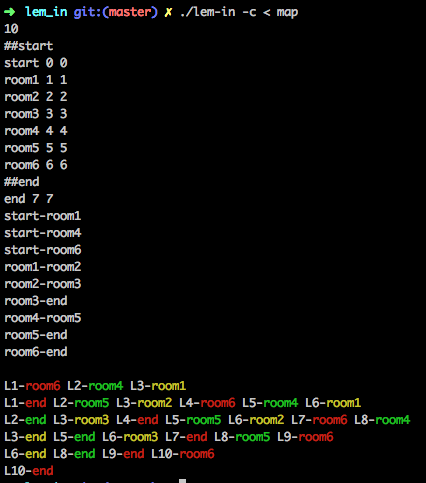 ➜ lem_in git:(master) ✗ ./lem-in -c < map
10
##start
start 0 0
room1 1 1
room2 2 2
room3 3 3
room4 4 4
room5 5 5
room6 6 6
##end
end 7 7
start-room1
start-room4
start-room6
room1-room2
room2-room3
room3-end
room4-room5
room5-end
room6-end
L1-room6 L2-room4 L3-room1
L1-end L2-room5 L3-room2 L4-room6 L5-room4 L6-room1
L2-end L3-room3 L4-end L5-room5 L6-room2 L7-room6 L8-room4
L3-end L5-end L6-room3 L7-end L8-room5 L9-room6
L6-end L8-end L9-end L10-room6
L10-end